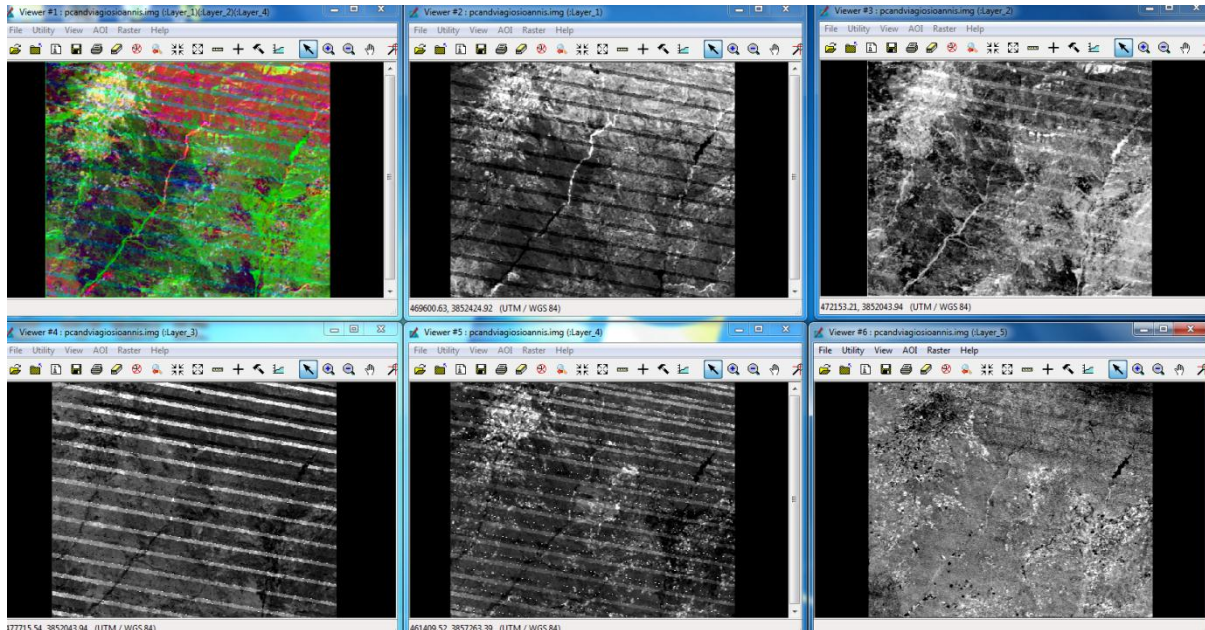 Viewer #1 : pcandviagiosioannis.img (:Layer_1)(:Layer_2)(:Layer_4)
File Utility View AOI Raster Help
Viewer #2 : pcandviagiosioannis.img (:Layer_1)
File Utility View AOI Raster Help
469600.63, 3852424.92 (UTM / WGS 84)
Viewer #3 : pcandviagiosioannis.img (:Layer_2)
File Utility View AOI Raster Help
472153.21, 3852043.94 (UTM / WGS 84)
Viewer #4 : pcandviagiosioannis.img (:Layer_3)
File Utility View AOI Raster Help
477715.54, 3852043.94 (UTM / WGS 84)
Viewer #5 : pcandviagiosioannis.img (:Layer_4)
File Utility View AOI Raster Help
461409.52, 3857263.39 (UTM / WGS 84)
Viewer #6 : pcandviagiosioannis.img (:Layer_5)
File Utility View AOI Raster Help